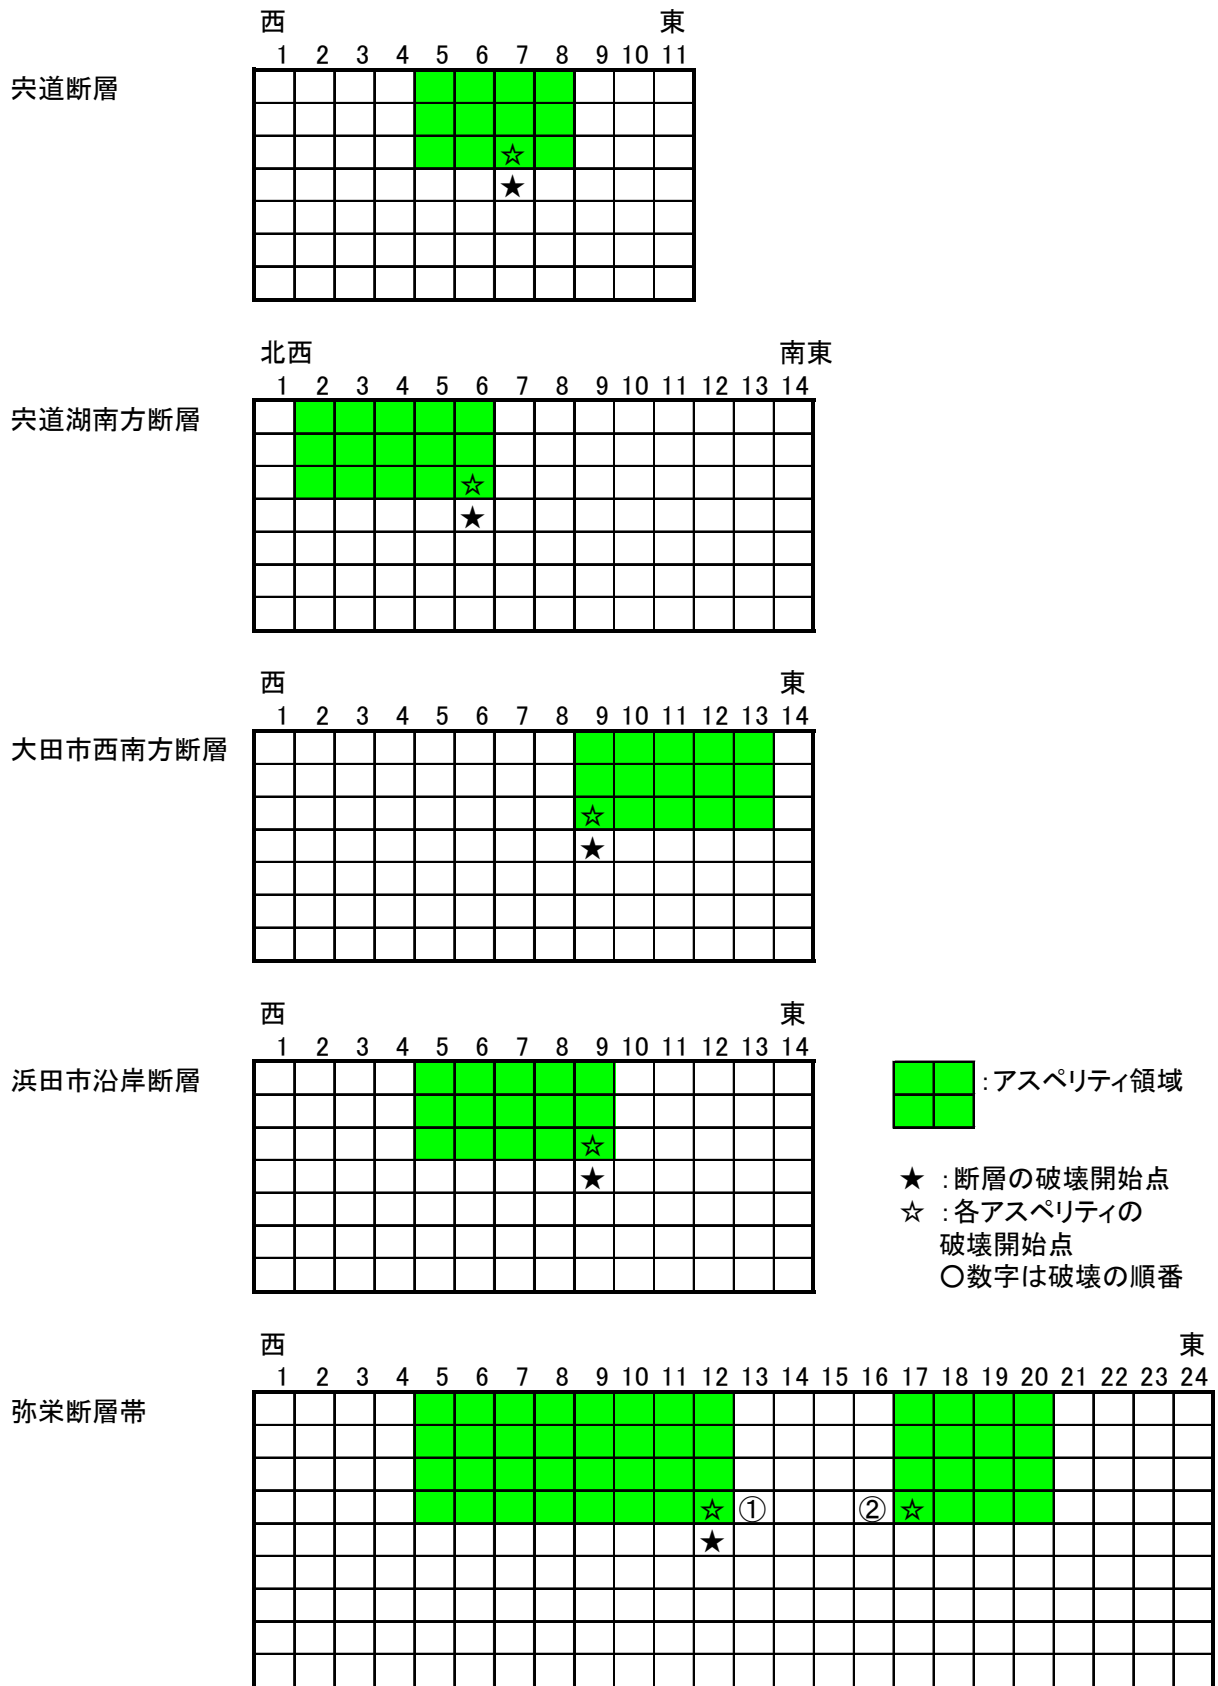 西 東
1 2 3 4 5 6 7 8 9 10 11
宍道断層
☆
★
北西 南東
1 2 3 4 5 6 7 8 9 10 11 12 13 14
宍道湖南方断層
☆
★
西 東
1 2 3 4 5 6 7 8 9 10 11 12 13 14
大田市西南方断層
☆
★
西 東
1 2 3 4 5 6 7 8 9 10 11 12 13 14
浜田市沿岸断層
☆
★
：アスペリティ領域
★ ：断層の破壊開始点
☆ ：各アスペリティの
破壊開始点
○数字は破壊の順番
西 東
1 2 3 4 5 6 7 8 9 10 11 12 13 14 15 16 17 18 19 20 21 22 23 24
弥栄断層帯
☆ ① ② ☆
★